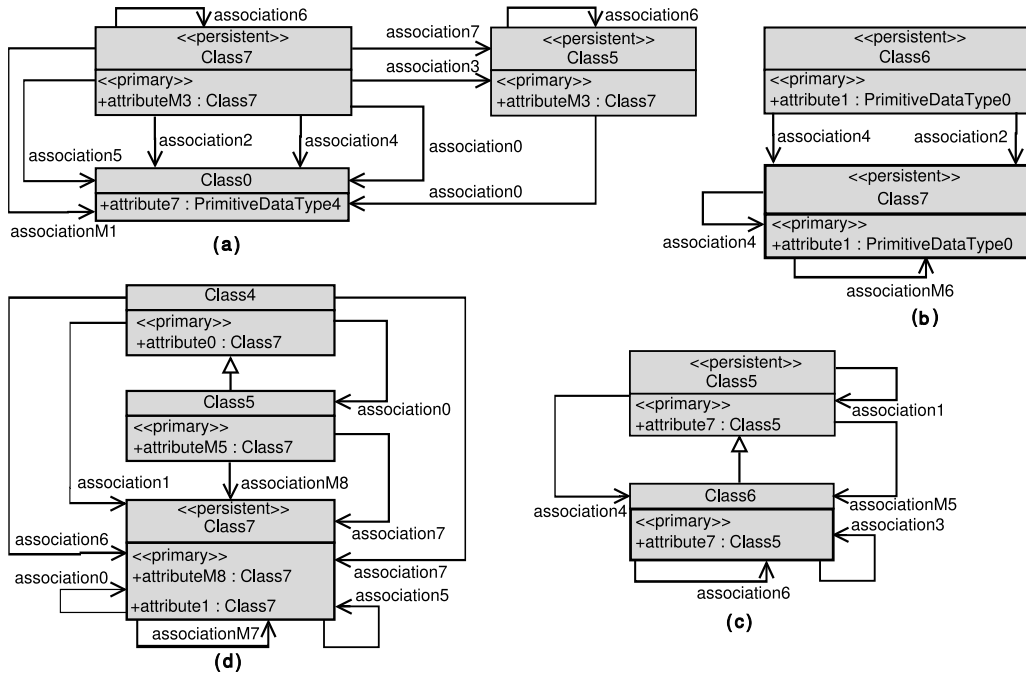 association6
<<persistent>>
Class7
<<primary>>
+attributeM3 : Class7
association7
association3
association6
<<persistent>>
Class5
<<primary>>
+attributeM3 : Class7
association5
association2
association4
association0
Class0
+attribute7 : PrimitiveDataType4
association0
associationM1
(a)
<<persistent>>
Class6
<<primary>>
+attribute1 : PrimitiveDataType0
association4
association2
<<persistent>>
Class7
<<primary>>
+attribute1 : PrimitiveDataType0
association4
associationM6
(b)
Class4
<<primary>>
+attribute0 : Class7
Class5
association0
<<primary>>
+attributeM5 : Class7
association1
associationM8
<<persistent>>
Class7
association7
association6
<<primary>>
+attributeM8 : Class7
association7
association0
+attribute1 : Class7
association5
associationM7
(d)
<<persistent>>
Class5
<<primary>>
+attribute7 : Class5
association1
Class6
association4
associationM5
<<primary>>
+attribute7 : Class5
association3
association6
(c)